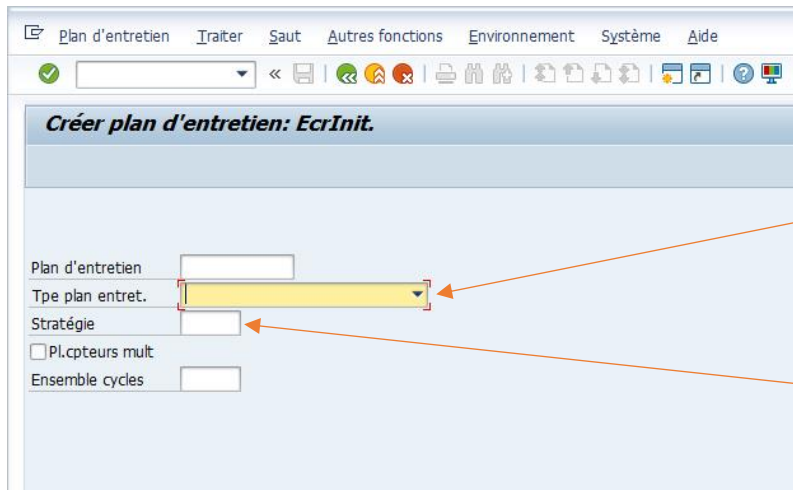 Plan d'entretien Traiter Saut Autres fonctions Environnement Système Aide
Créer plan d'entretien: EcrInit.
Plan d'entretien
Tpe plan entret.
Stratégie
Pl.cpteurs mult
Ensemble cycles